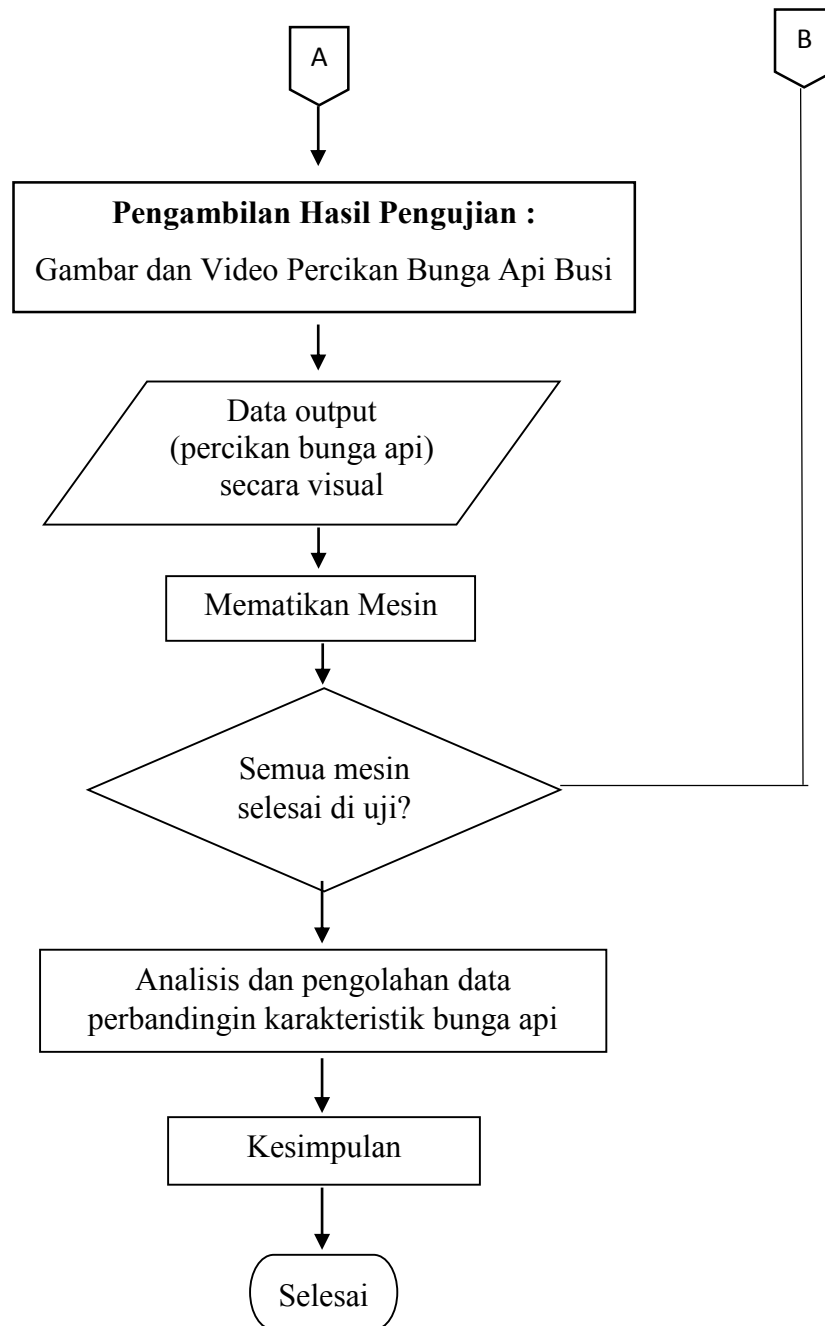 A
B
Pengambilan Hasil Pengujian :
Gambar dan Video Percikan Bunga Api Busi
Data output
(percikan bunga api)
secara visual
Mematikan Mesin
Semua mesin
selesai di uji?
Analisis dan pengolahan data
perbandingin karakteristik bunga api
Kesimpulan
Selesai